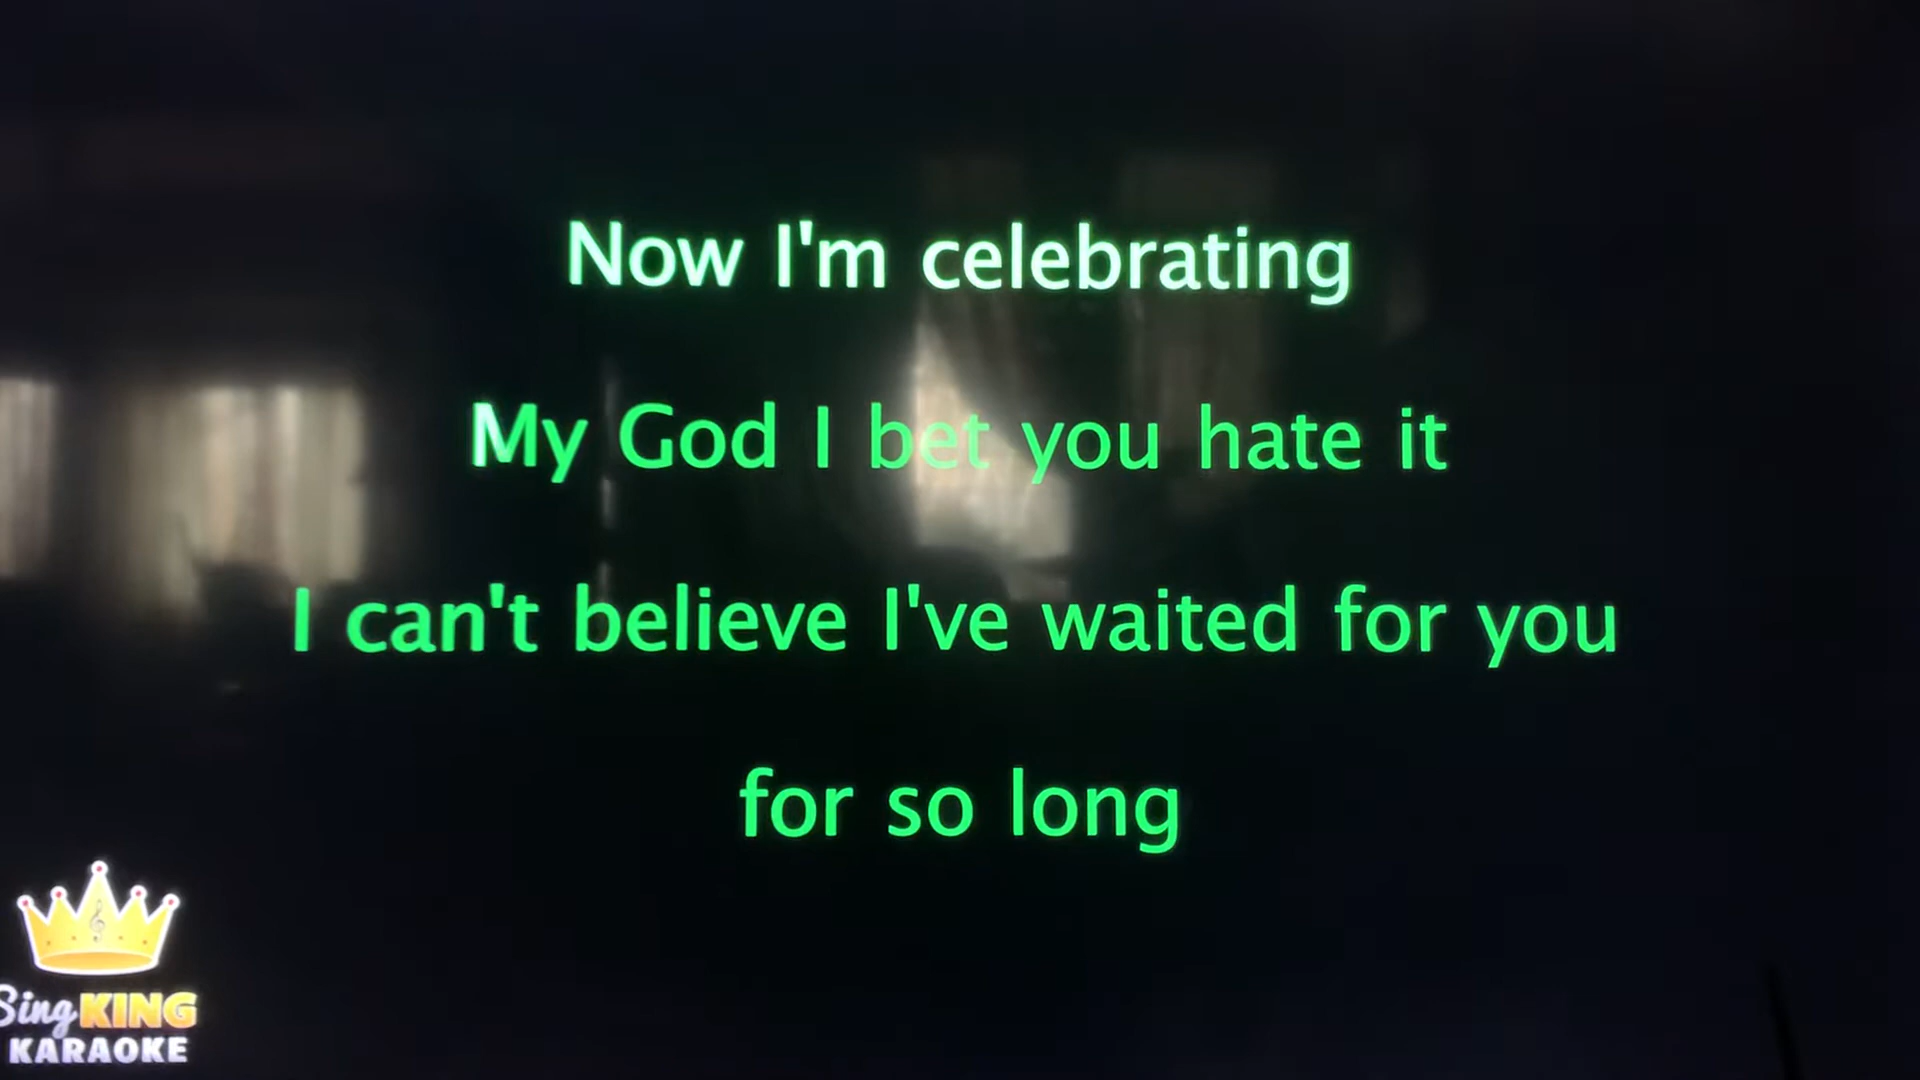 Now I'm celebrating
My God I bet you hate it
I can't believe I've waited for you
for so long
Sing KING
KARAOKE